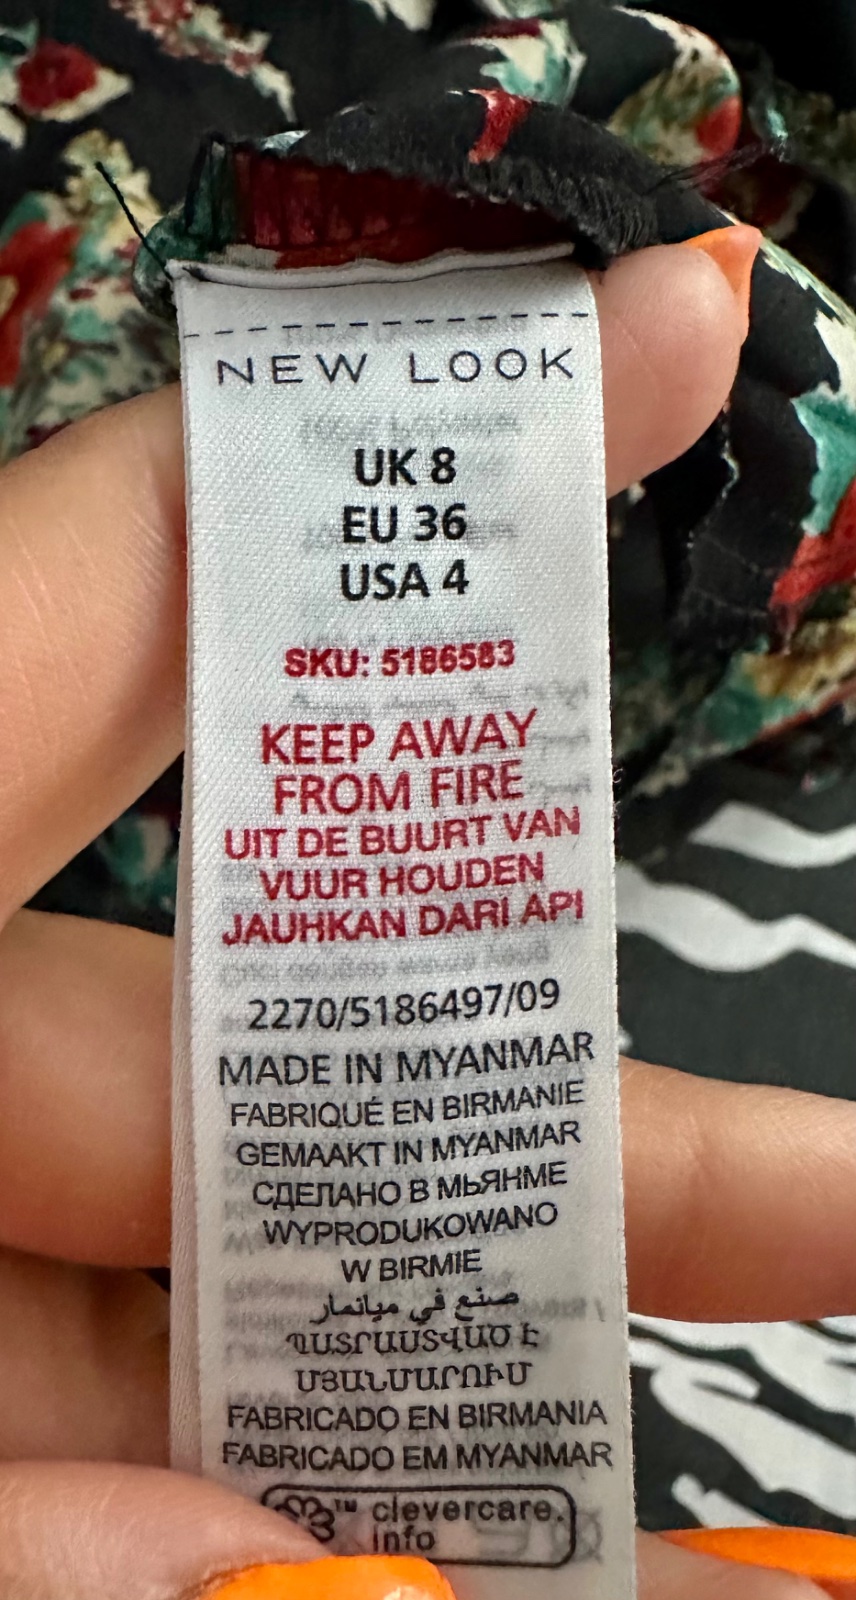 NEW LOOK
UK 8
EU 36
USA 4
SKU: 5186583
KEEP AWAY
FROM FIRE
UIT DE BUURT VAN
VUUR HOUDEN
JAUHKAN DARI API
2270/5186497/09
MADE IN MYANMAR
FABRIQUÉ EN BIRMANIE
GEMAAKT IN MYANMAR
СДЕЛАНО В МЬЯНМЕ
WYPRODUKOWANO
W BIRMIE
صنع في ميانمار
ՊԱՏՐԱՍՏՎԱԾ Է
ՄՅԱՆՄԱՐՈՒՄ
FABRICADO EN BIRMANIA
FABRICADO EM MYANMAR
™ clevercare.
info